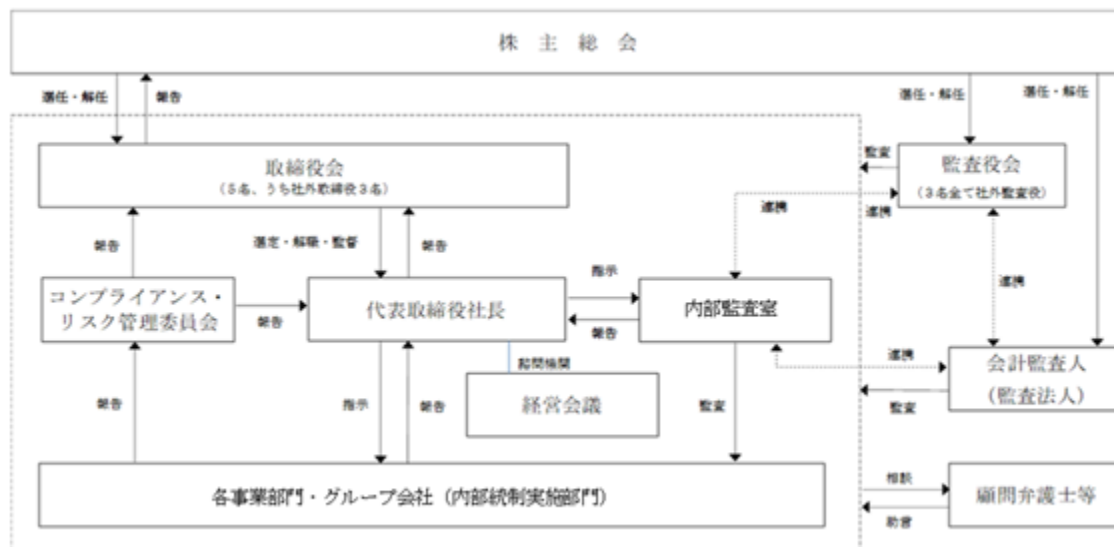 株主総会
選任・解任
報告
選任・解任
選任・解任
取締役会
（5名、うち社外取締役3名）
監査
監査役会
（3名全て社外監査役）
連携
連携
報告
選定・解職・監督
報告
指示
コンプライアンス・
リスク管理委員会
報告
代表取締役社長
報告
内部監査室
連携
諮問機関
連携
会計監査人
（監査法人）
報告
指示
報告
経営会議
監査
監査
各事業部門・グループ会社（内部統制実施部門）
相談
助言
顧問弁護士等